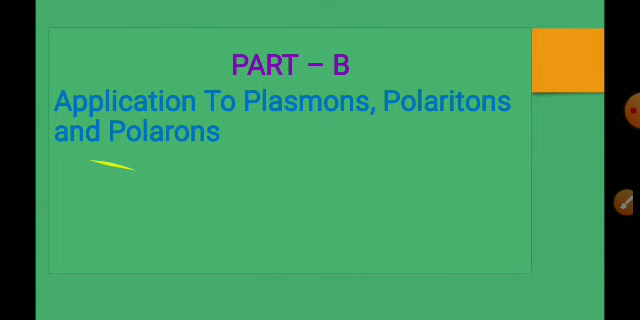 PART – B
Application To Plasmons, Polaritons
and Polarons